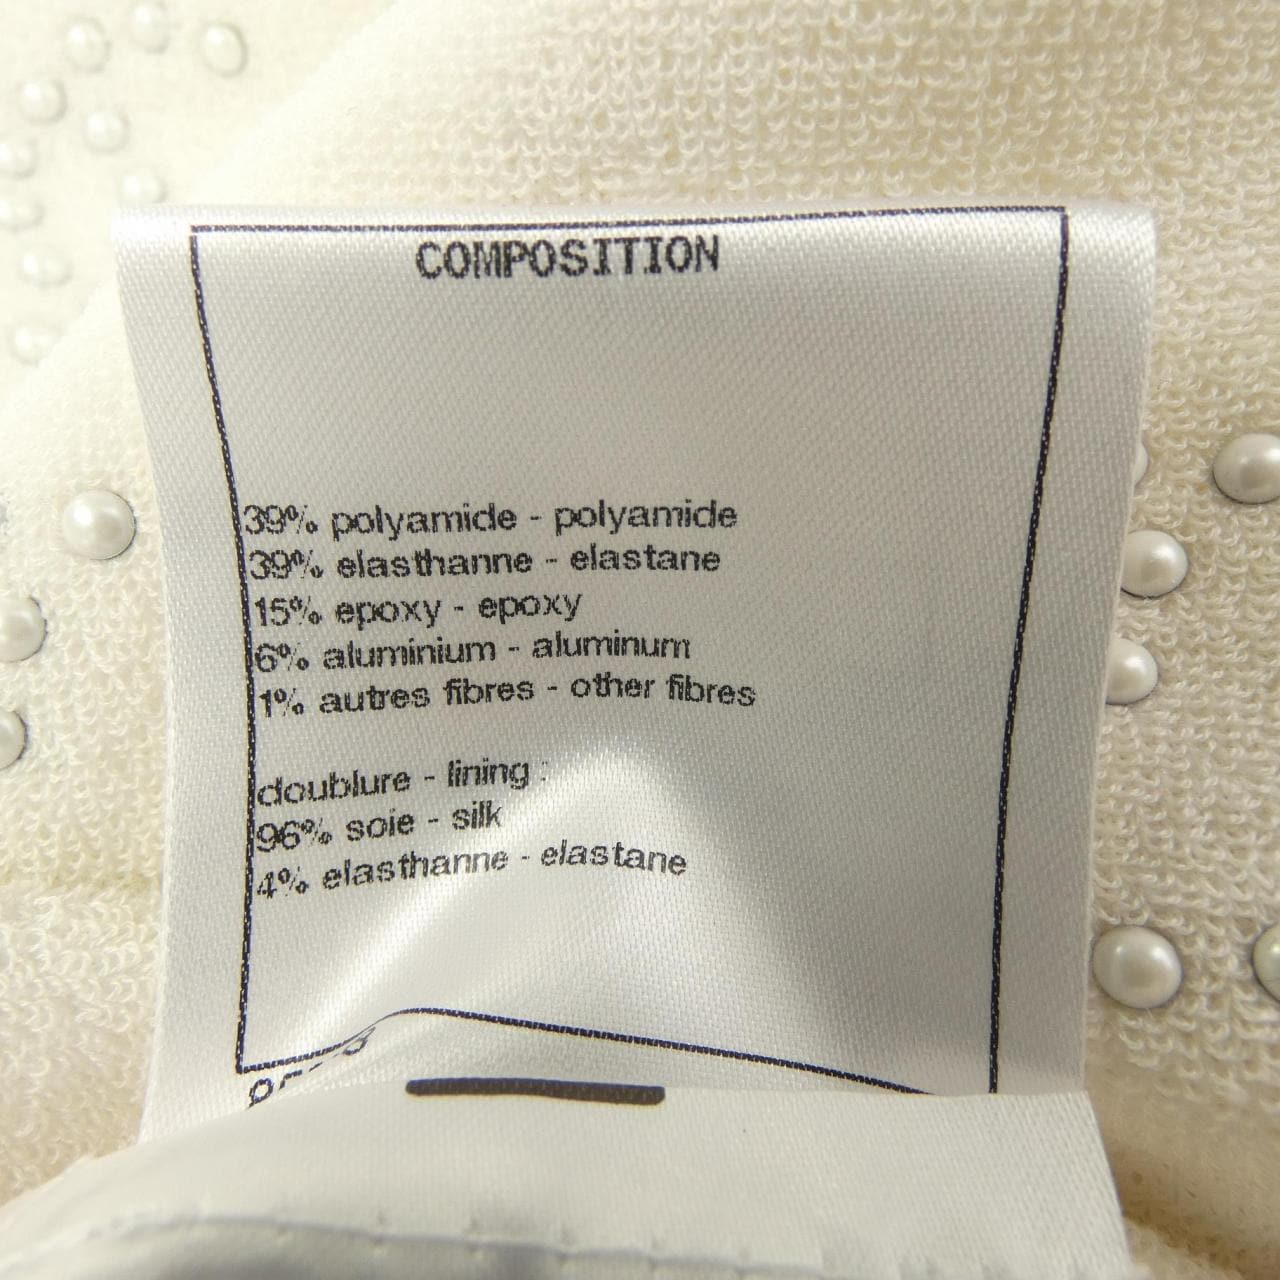 COMPOSITION
39% polyamide - polyamide
39% elasthanne - elastane
15% epoxy - epoxy
6% aluminium - aluminum
1% autres fibres - other fibres
doublure - lining :
96% soie - silk
4% elasthanne - elastane